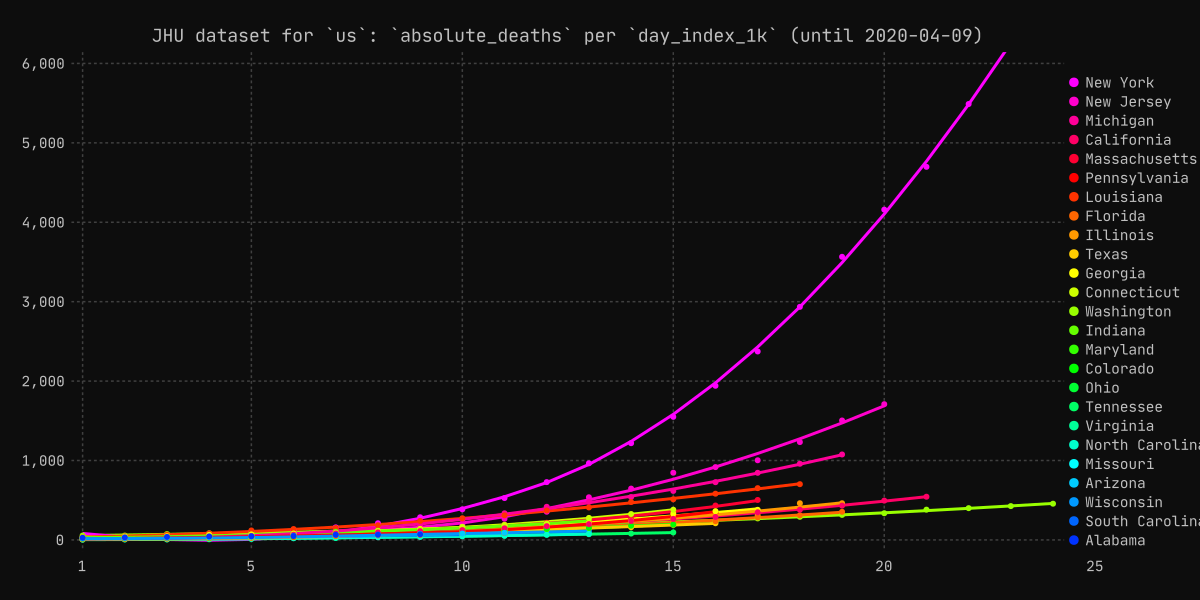 JHU dataset for `us`: `absolute_deaths` per `day_index_1k` (until 2020-04-09)
6,000
5,000
4,000
3,000
2,000
1,000
0
1 5 10 15 20 25
New York
New Jersey
Michigan
California
Massachusetts
Pennsylvania
Louisiana
Florida
Illinois
Texas
Georgia
Connecticut
Washington
Indiana
Maryland
Colorado
Ohio
Tennessee
Virginia
North Carolina
Missouri
Arizona
Wisconsin
South Carolina
Alabama